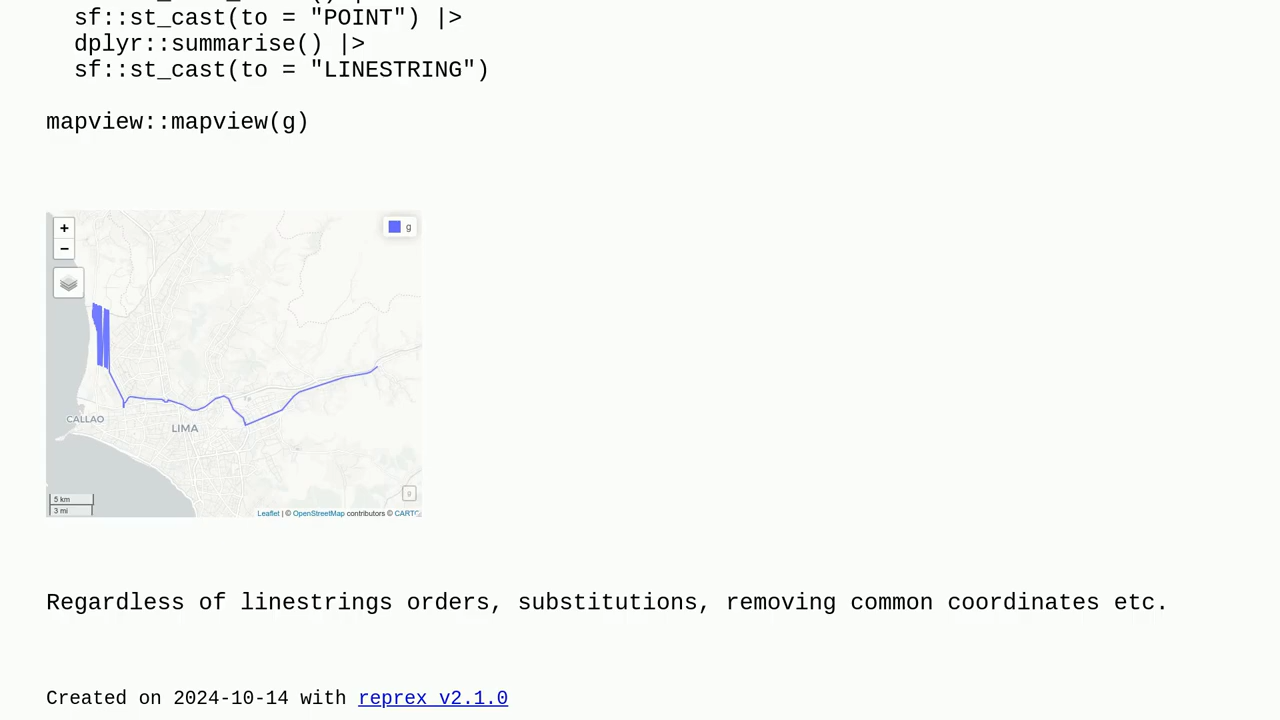 sf::st_cast(to = "POINT") |>
dplyr::summarise() |>
sf::st_cast(to = "LINESTRING")
mapview::mapview(g)
+
−
g
CALLAO
LIMA
5 km
3 mi
g
Leaflet | © OpenStreetMap contributors © CARTO
Regardless of linestrings orders, substitutions, removing common coordinates etc.
Created on 2024-10-14 with reprex v2.1.0